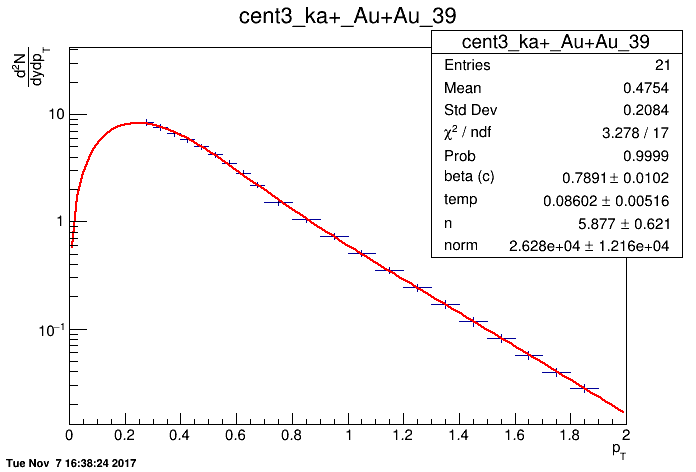 cent3_ka+_Au+Au_39
cent3_ka+_Au+Au_39
Entries 21
Mean 0.4754
Std Dev 0.2084
χ² / ndf 3.278 / 17
Prob 0.9999
beta (c) 0.7891 ± 0.0102
temp 0.08602 ± 0.00516
n 5.877 ± 0.621
norm 2.628e+04 ± 1.216e+04
d²N
dydp_T
10
1
10⁻¹
0 0.2 0.4 0.6 0.8 1 1.2 1.4 1.6 1.8 2
p_T
Tue Nov 7 16:38:24 2017